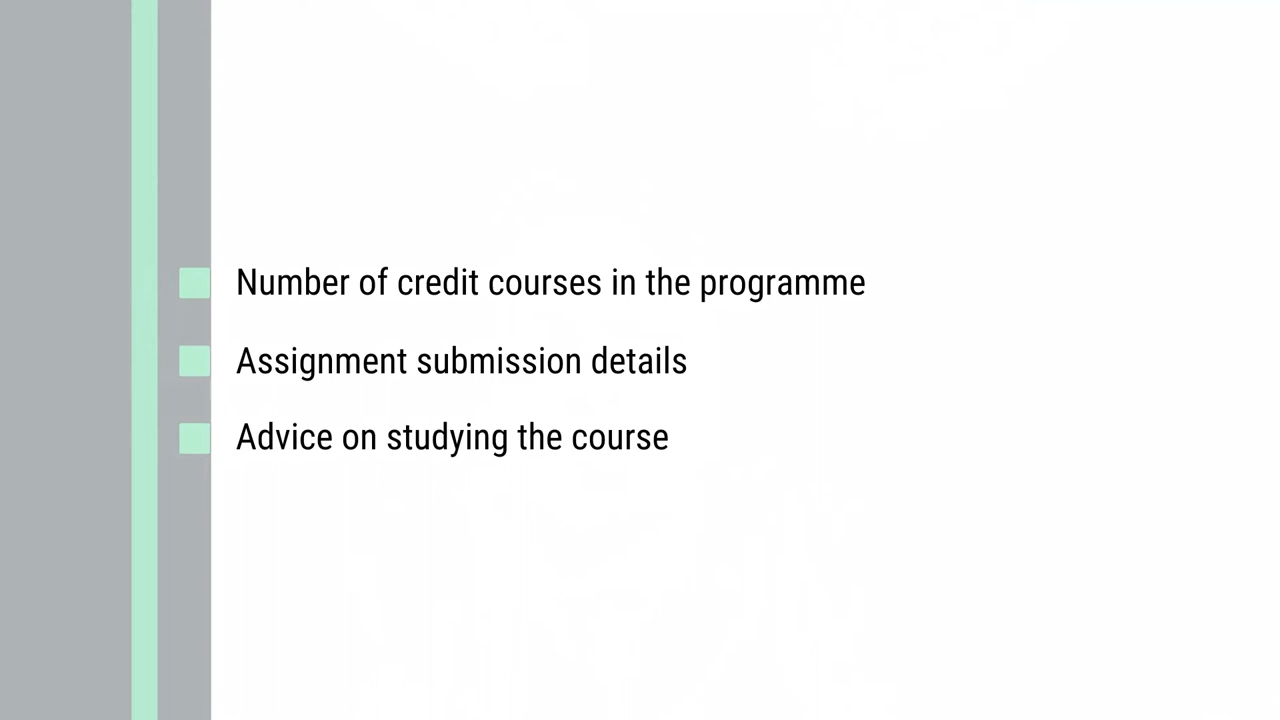 Number of credit courses in the programme
Assignment submission details
Advice on studying the course